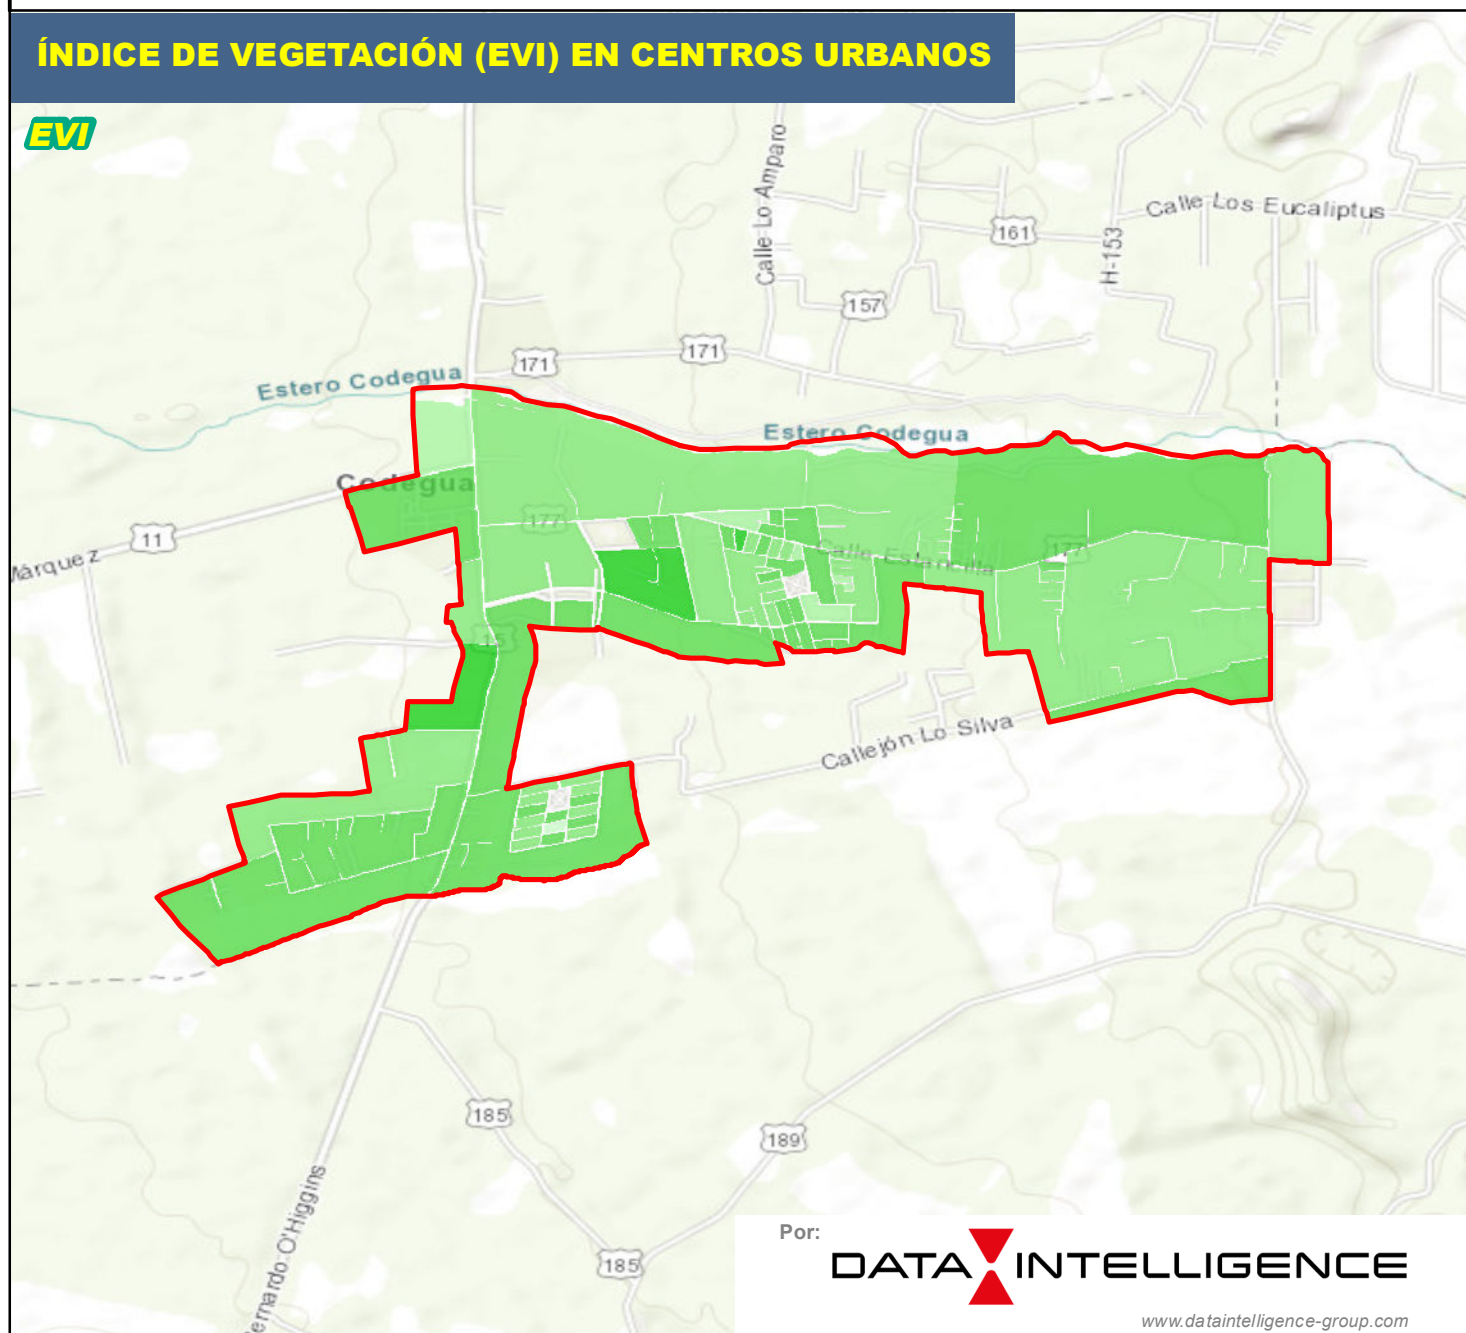 ÍNDICE DE VEGETACIÓN (EVI) EN CENTROS URBANOS
EVI
Calle Lo Amparo
Calle Los Eucaliptus
161
H-153
157
171
171
Estero Codegua
Estero Codegua
Codegua
177
11
Márquez
Calle Estancilla
177
15
Callejón Lo Silva
185
189
185
Bernardo O'Higgins
Por:
DATA INTELLIGENCE
www.dataintelligence-group.com